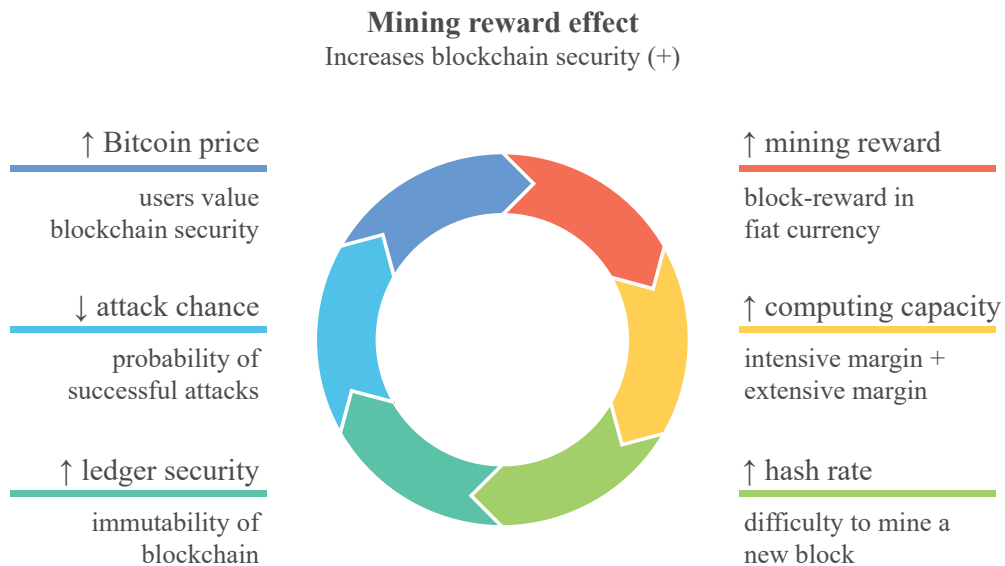 Mining reward effect
Increases blockchain security (+)
↑ Bitcoin price
users value
blockchain security
↓ attack chance
probability of
successful attacks
↑ ledger security
immutability of
blockchain
↑ mining reward
block-reward in
fiat currency
↑ computing capacity
intensive margin +
extensive margin
↑ hash rate
difficulty to mine a
new block